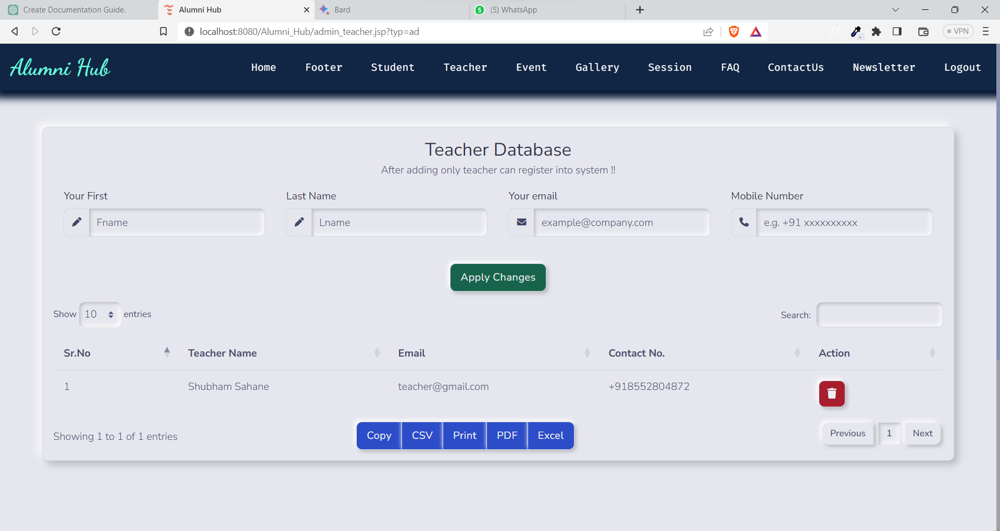 Create Documentation Guide.
Alumni Hub
Bard
5 (5) WhatsApp
localhost:8080/Alumni_Hub/admin_teacher.jsp?typ=ad
VPN
Alumni Hub Home Footer Student Teacher Event Gallery Session FAQ ContactUs Newsletter Logout
Teacher Database
After adding only teacher can register into system !!
Your First Last Name Your email Mobile Number
Fname Lname example@company.com e.g. +91 xxxxxxxxxx
Apply Changes
Show 10 entries Search:
Sr.No Teacher Name Email Contact No. Action
1 Shubham Sahane teacher@gmail.com +918552804872
Showing 1 to 1 of 1 entries Copy CSV Print PDF Excel Previous 1 Next